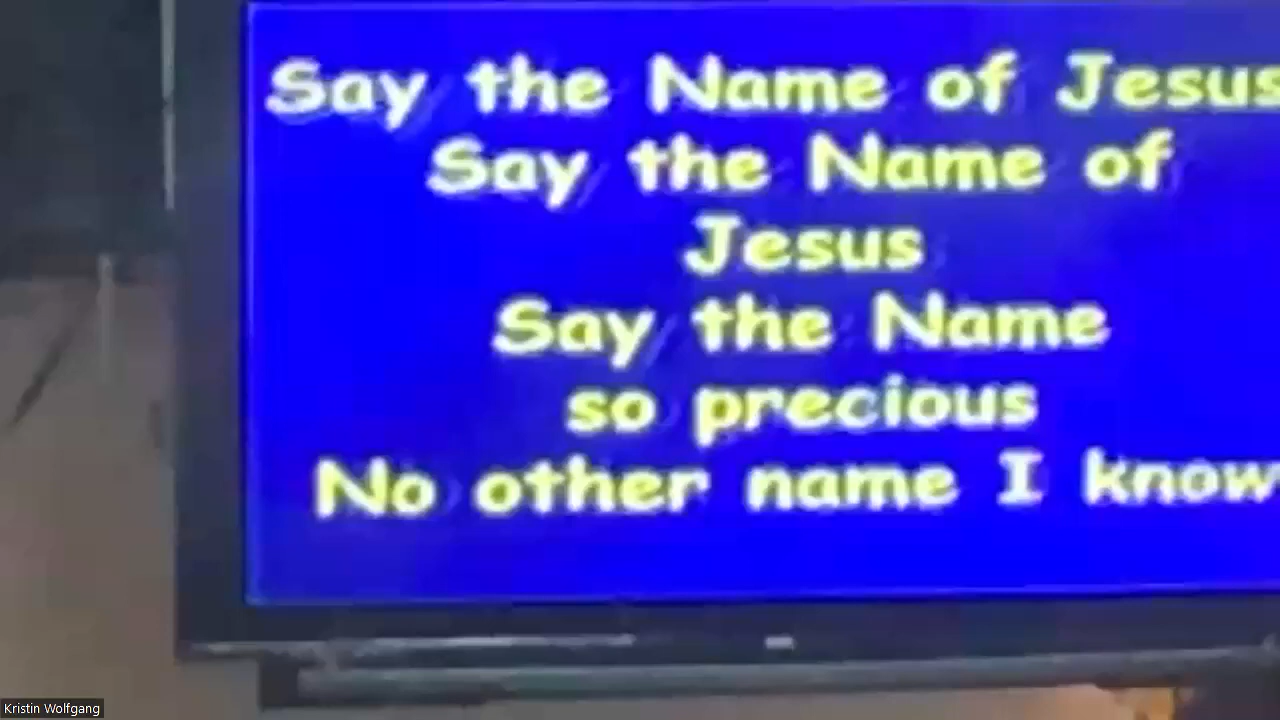 Say the Name of Jesus
Say the Name of
Jesus
Say the Name
so precious
No other name I know
Kristin Wolfgang